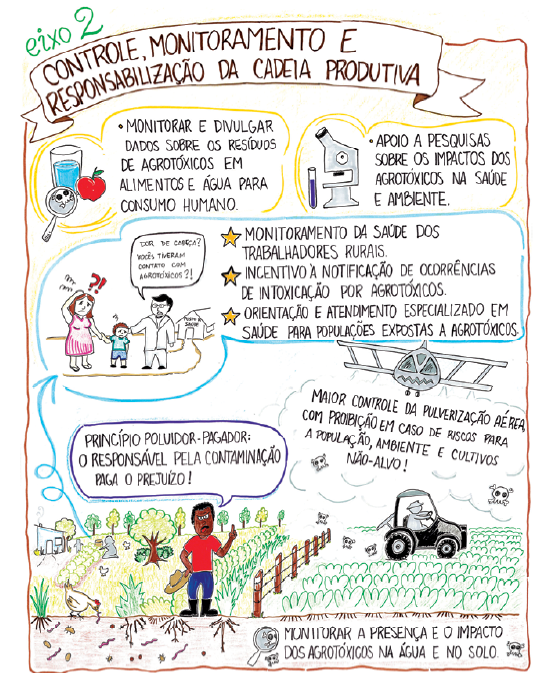 eixo 2
CONTROLE, MONITORAMENTO E
RESPONSABILIZAÇÃO DA CADEIA PRODUTIVA
• MONITORAR E DIVULGAR
DADOS SOBRE OS RESÍDUOS
DE AGROTÓXICOS EM
ALIMENTOS E ÁGUA PARA
CONSUMO HUMANO.
• APOIO A PESQUISAS
SOBRE OS IMPACTOS DOS
AGROTÓXICOS NA SAÚDE
E AMBIENTE.
DOR DE CABEÇA?
VOCÊS TIVERAM
CONTATO COM
AGROTÓXICOS?!
?!
POSTO DE
SAÚDE
MONITORAMENTO DA SAÚDE DOS
TRABALHADORES RURAIS.
INCENTIVO À NOTIFICAÇÃO DE OCORRÊNCIAS
DE INTOXICAÇÃO POR AGROTÓXICOS.
ORIENTAÇÃO E ATENDIMENTO ESPECIALIZADO EM
SAÚDE PARA POPULAÇÕES EXPOSTAS A AGROTÓXICOS.
MAIOR CONTROLE DA PULVERIZAÇÃO AÉREA,
COM PROIBIÇÃO EM CASO DE RISCOS PARA
A POPULAÇÃO, AMBIENTE E CULTIVOS
NÃO-ALVO!
PRINCÍPIO POLUIDOR-PAGADOR:
O RESPONSÁVEL PELA CONTAMINAÇÃO
PAGA O PREJUÍZO!
MONITORAR A PRESENÇA E O IMPACTO
DOS AGROTÓXICOS NA ÁGUA E NO SOLO.